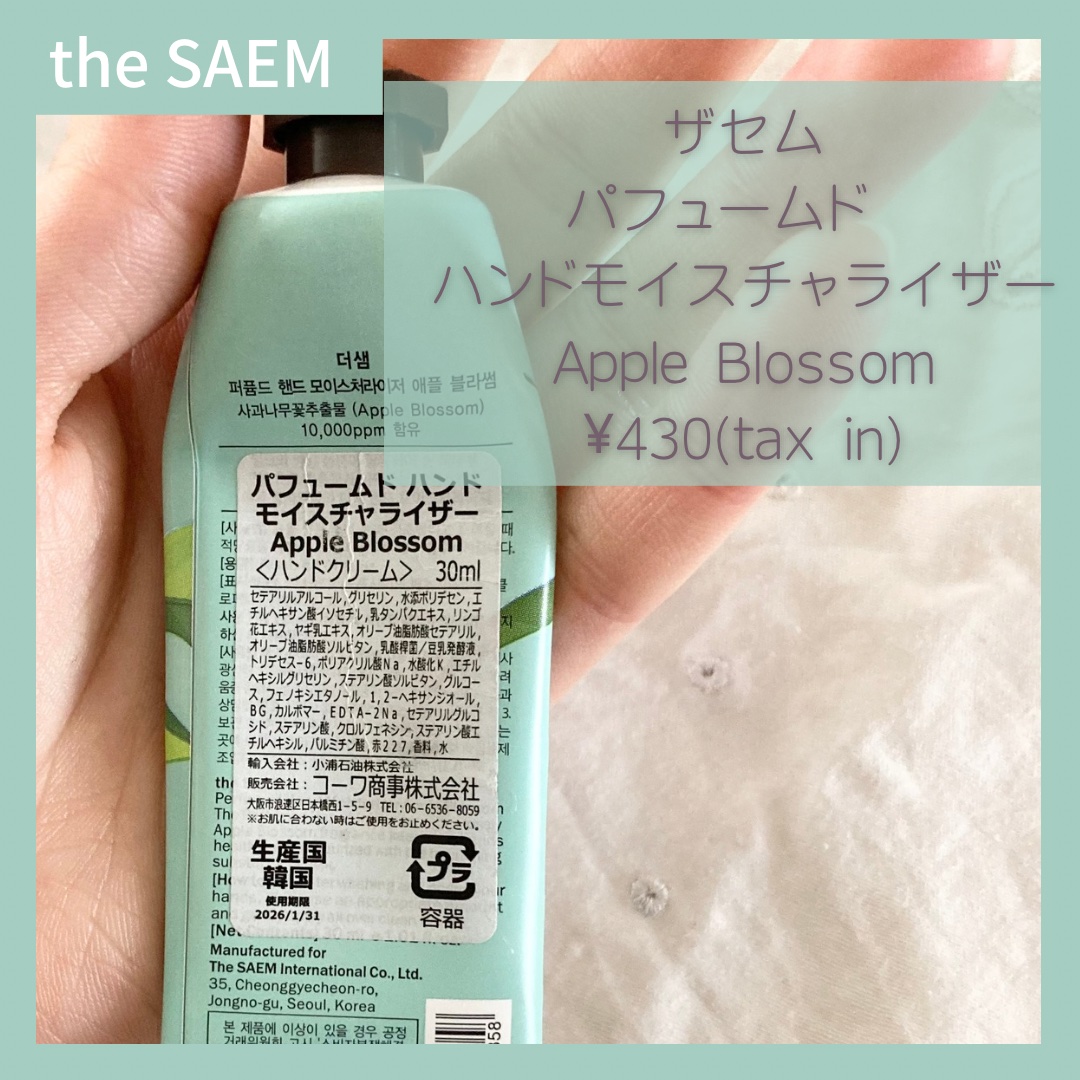 the SAEM
ザセム
パフュームド
ハンドモイスチャライザー
Apple Blossom
¥430(tax in)
더샘
퍼퓸드 핸드 모이스처라이저 애플 블라썸
사과나무꽃추출물 (Apple Blossom)
10,000ppm 함유
パフュームド ハンド
モイスチャライザー
Apple Blossom
<ハンドクリーム> 30ml
セテアリルアルコール,グリセリン,水添ポリデセン,エ
チルヘキサン酸イソセチル,乳タンパクエキス,リンゴ
花エキス,ヤギ乳エキス,オリーブ油脂肪酸セテアリル,
オリーブ油脂肪酸ソルビタン,乳酸桿菌/豆乳発酵液,
トリデセス-6,ポリアクリル酸Na,水酸化K,エチル
ヘキシルグリセリン,ステアリン酸ソルビタン,グルコー
ス,フェノキシエタノール,1,2-ヘキサンジオール,
BG,カルボマー,EDTA-2Na,セテアリルグルコ
シド,ステアリン酸,クロルフェネシン,ステアリン酸エ
チルヘキシル,パルミチン酸,赤227,香料,水
輸入会社:小浦石油株式会社
販売会社:コーワ商事株式会社
大阪市浪速区日本橋西1-5-9 TEL:06-6536-8059
※お肌に合わない時はご使用をお止めください。
生産国
韓国
使用期限
2026/1/31
プラ
容器
Manufactured for
The SAEM International Co., Ltd.
35, Cheonggyecheon-ro,
Jongno-gu, Seoul, Korea
본 제품에 이상이 있을 경우 공정